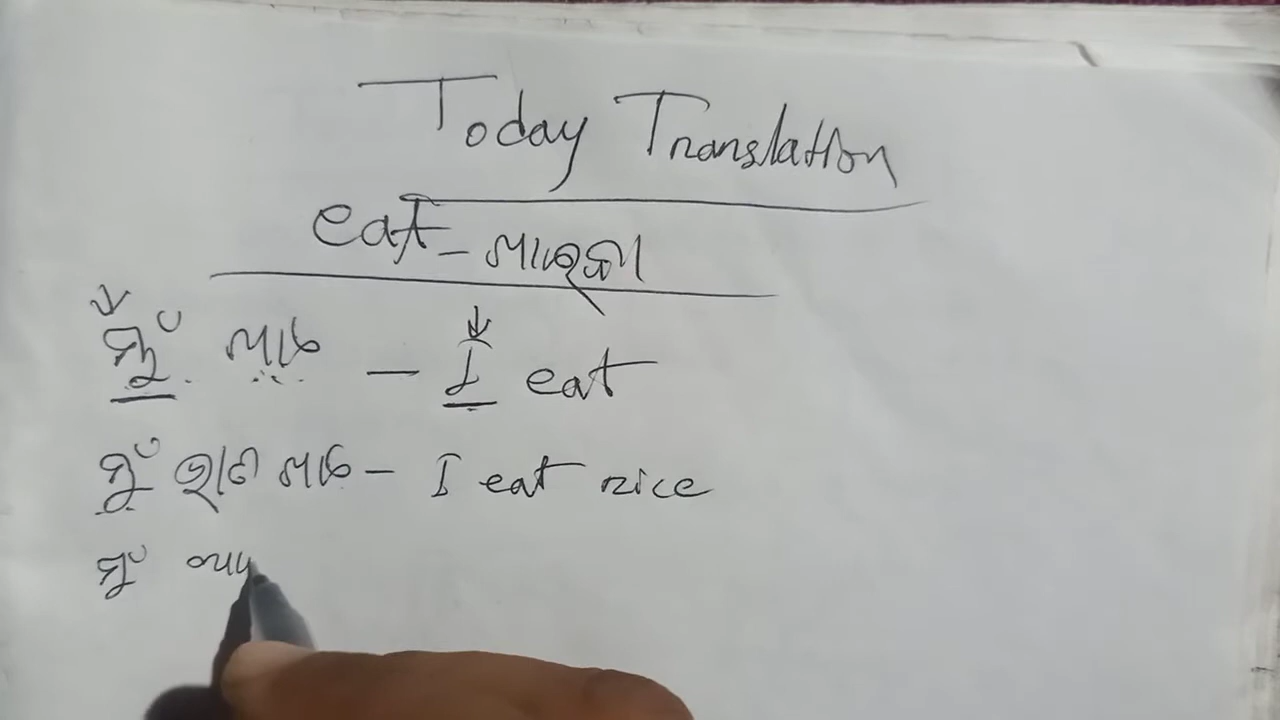 Today Translation
eat - ଖାଇବା
ମୁଁ ଖାଏ - I eat
ମୁଁ ଭାତ ଖାଏ - I eat rice
ମୁଁ